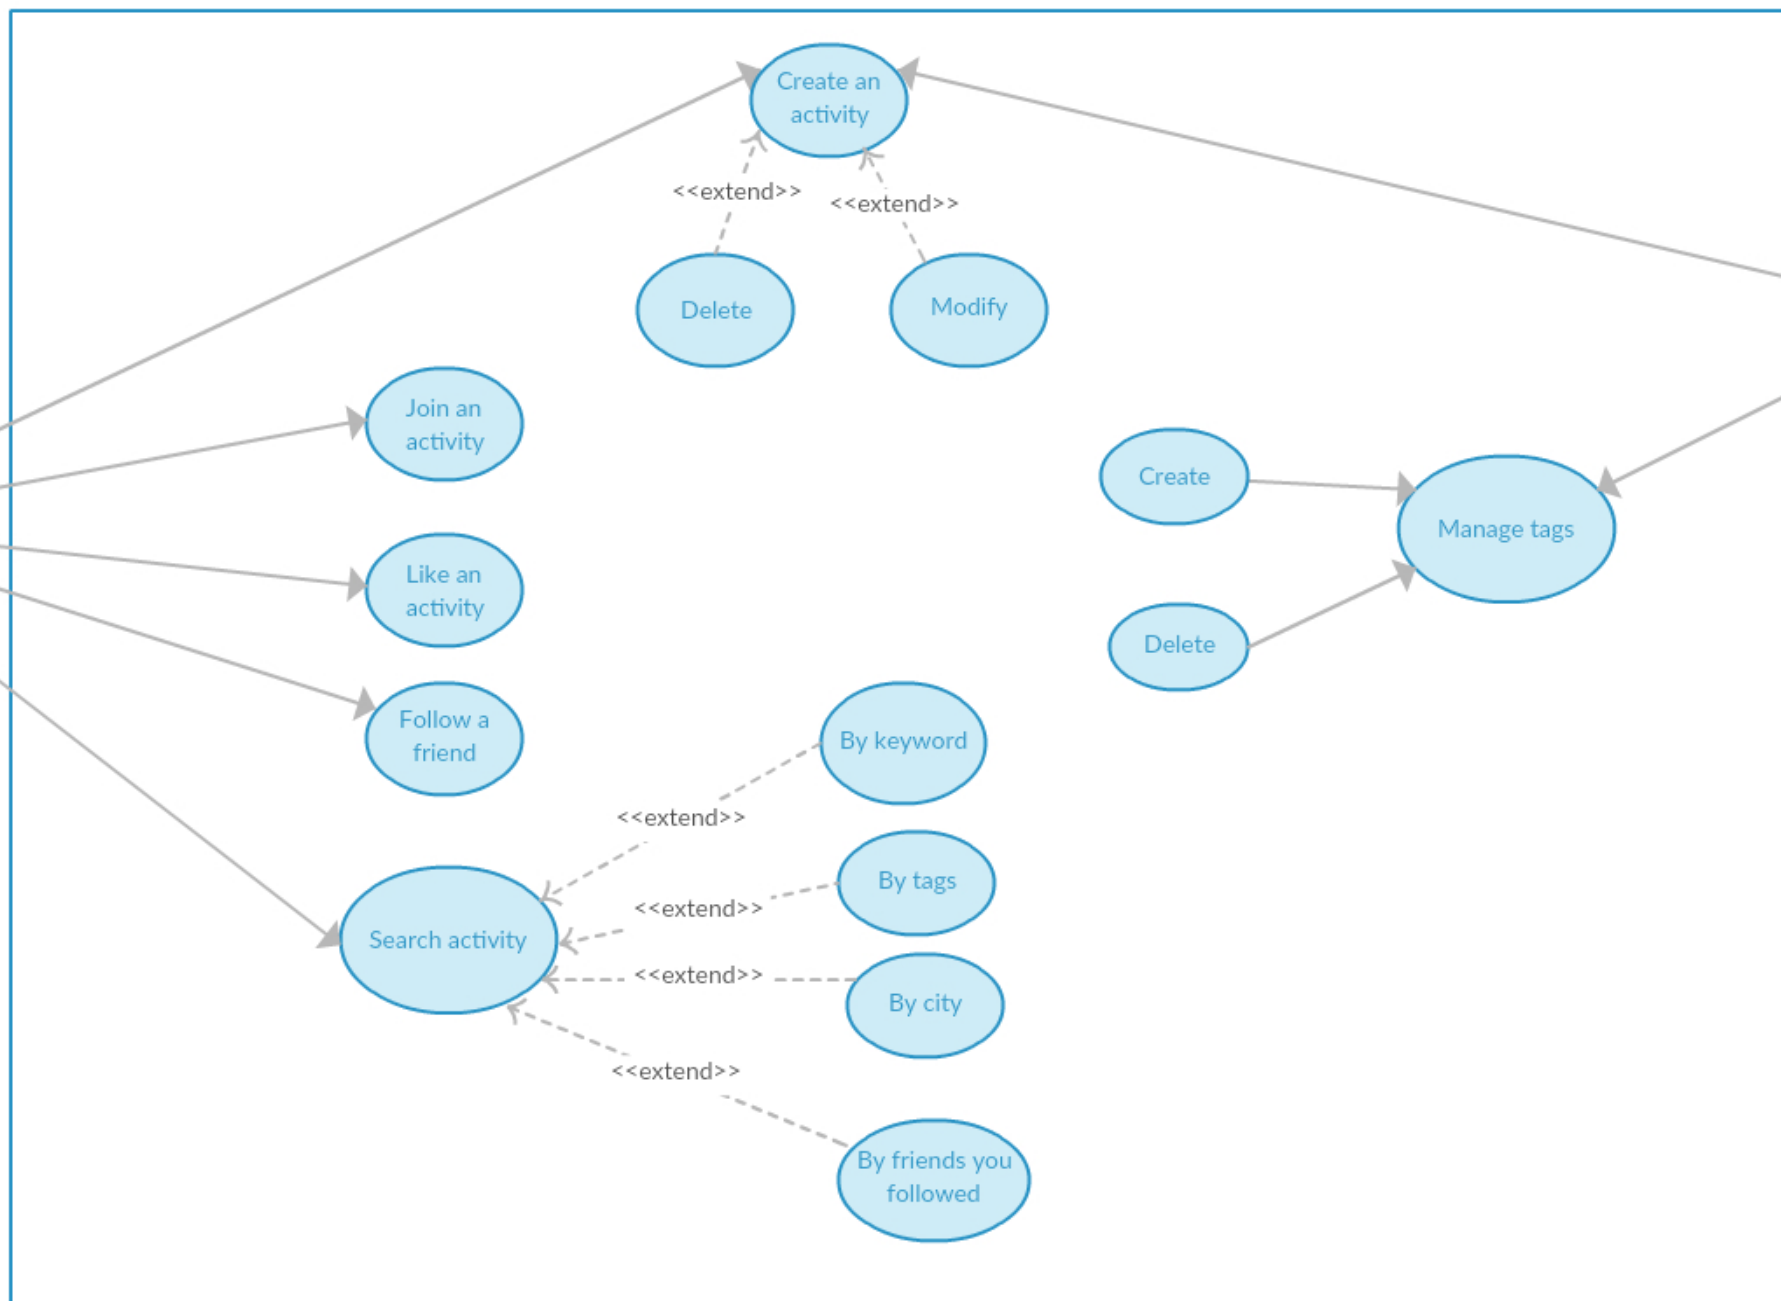 Create an
activity
<<extend>>
<<extend>>
Delete
Modify
Join an
activity
Create
Manage tags
Like an
activity
Delete
Follow a
friend
By keyword
<<extend>>
By tags
<<extend>>
Search activity
<<extend>>
By city
<<extend>>
By friends you
followed